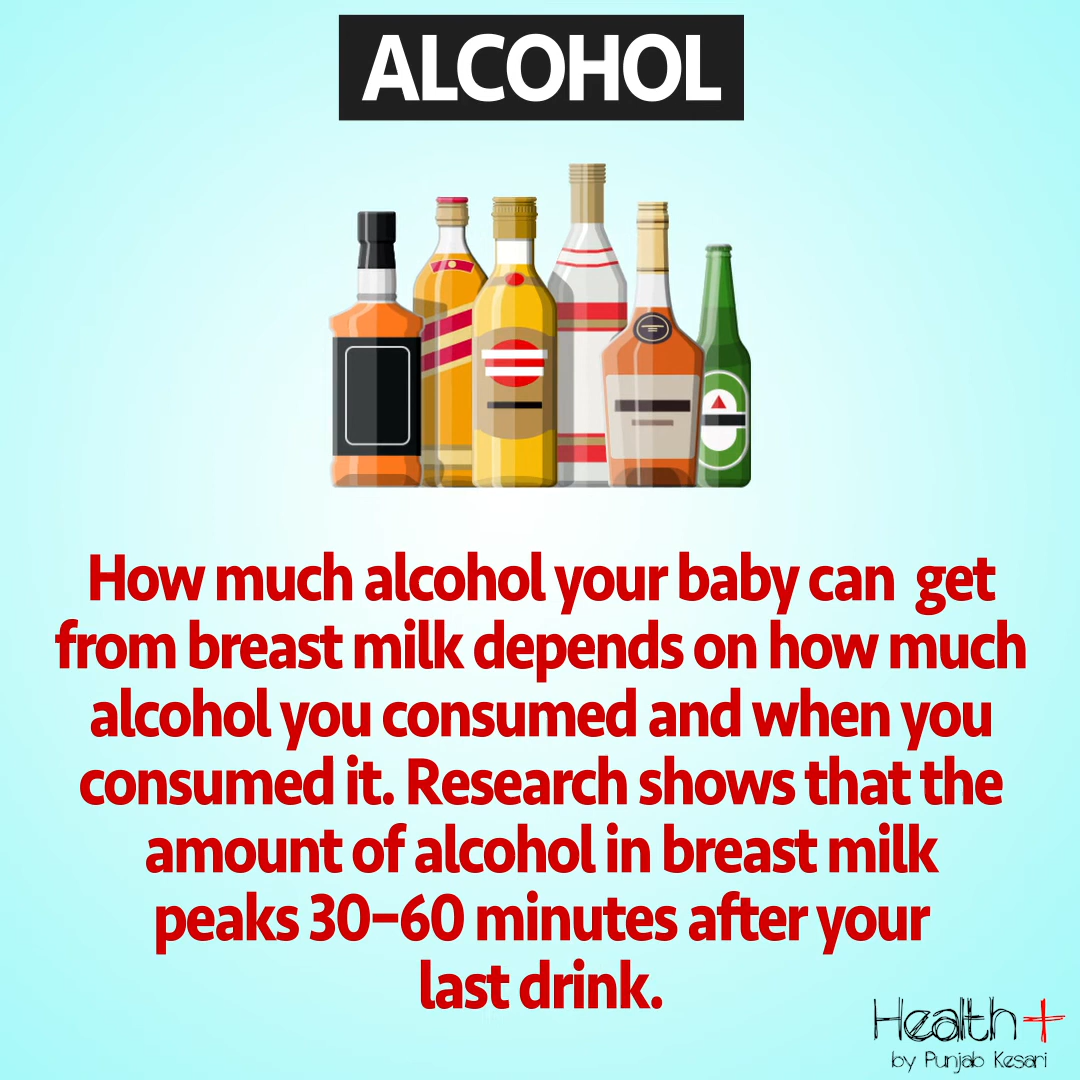 ALCOHOL
How much alcohol your baby can get
from breast milk depends on how much
alcohol you consumed and when you
consumed it. Research shows that the
amount of alcohol in breast milk
peaks 30–60 minutes after your
last drink.
Health+
by Punjab Kesari